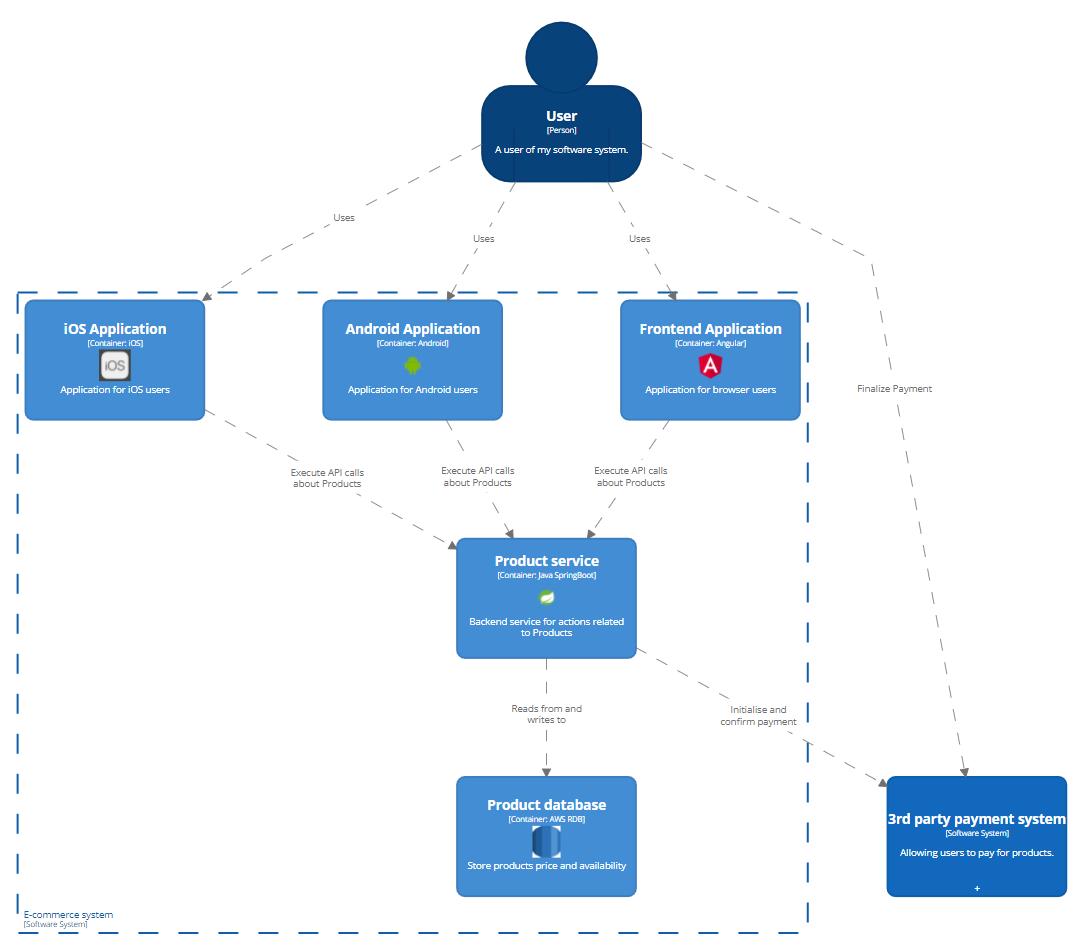 User
[Person]
A user of my software system.
Uses
Uses
Uses
iOS Application
[Container: iOS]
iOS
Application for iOS users
Android Application
[Container: Android]
Application for Android users
Frontend Application
[Container: Angular]
A
Application for browser users
Finalize Payment
Execute API calls
about Products
Execute API calls
about Products
Execute API calls
about Products
Product service
[Container: Java SpringBoot]
Backend service for actions related
to Products
Reads from and
writes to
Initialise and
confirm payment
Product database
[Container: AWS RDB]
Store products price and availability
3rd party payment system
[Software System]
Allowing users to pay for products.
+
E-commerce system
[Software System]